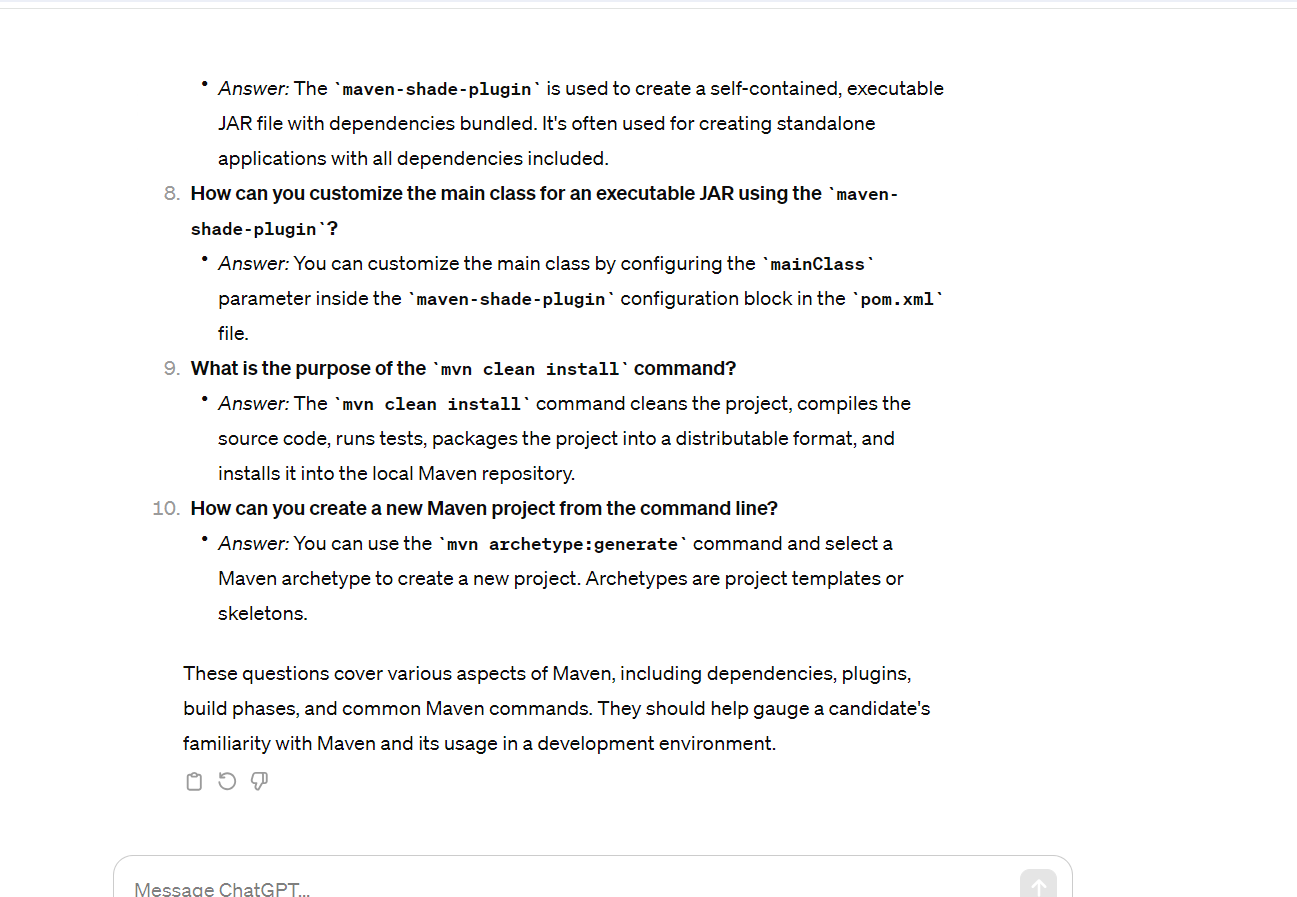 • Answer: The `maven-shade-plugin` is used to create a self-contained, executable
JAR file with dependencies bundled. It's often used for creating standalone
applications with all dependencies included.
8. How can you customize the main class for an executable JAR using the `maven-
shade-plugin`?
• Answer: You can customize the main class by configuring the `mainClass`
parameter inside the `maven-shade-plugin` configuration block in the `pom.xml`
file.
9. What is the purpose of the `mvn clean install` command?
• Answer: The `mvn clean install` command cleans the project, compiles the
source code, runs tests, packages the project into a distributable format, and
installs it into the local Maven repository.
10. How can you create a new Maven project from the command line?
• Answer: You can use the `mvn archetype:generate` command and select a
Maven archetype to create a new project. Archetypes are project templates or
skeletons.
These questions cover various aspects of Maven, including dependencies, plugins,
build phases, and common Maven commands. They should help gauge a candidate's
familiarity with Maven and its usage in a development environment.
Message ChatGPT...